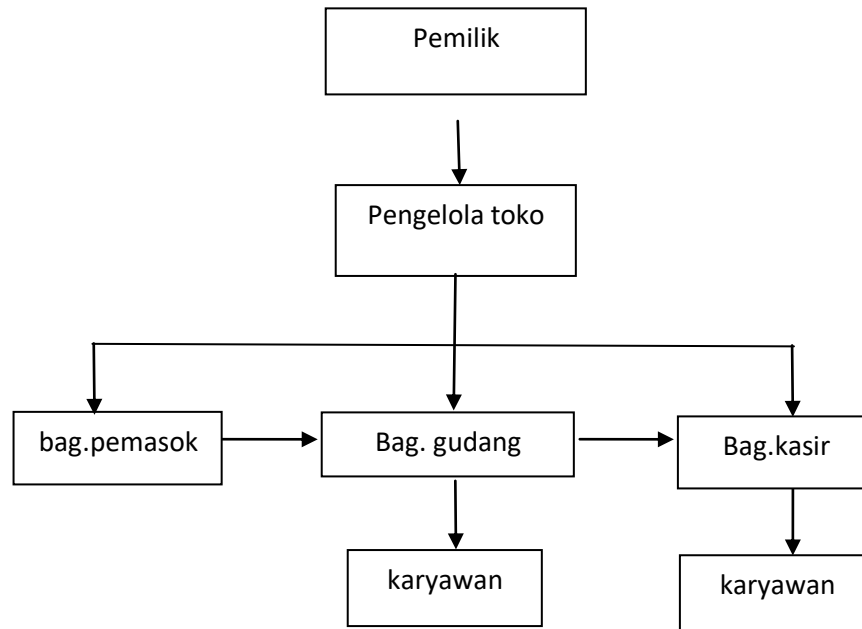 Pemilik
Pengelola toko
bag.pemasok
Bag. gudang
Bag.kasir
karyawan
karyawan